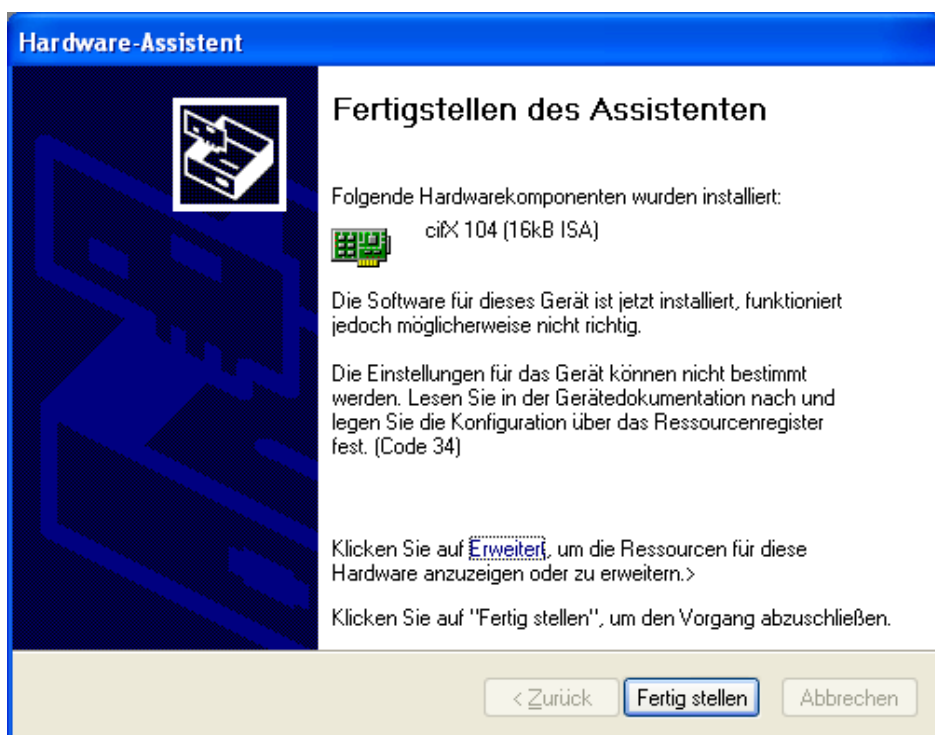 Hardware-Assistent
Fertigstellen des Assistenten
Folgende Hardwarekomponenten wurden installiert:
cifX 104 (16kB ISA)
Die Software für dieses Gerät ist jetzt installiert, funktioniert
jedoch möglicherweise nicht richtig.
Die Einstellungen für das Gerät können nicht bestimmt
werden. Lesen Sie in der Gerätedokumentation nach und
legen Sie die Konfiguration über das Ressourcenregister
fest. (Code 34)
Klicken Sie auf Erweitert, um die Ressourcen für diese
Hardware anzuzeigen oder zu erweitern.>
Klicken Sie auf "Fertig stellen", um den Vorgang abzuschließen.
< Zurück Fertig stellen Abbrechen